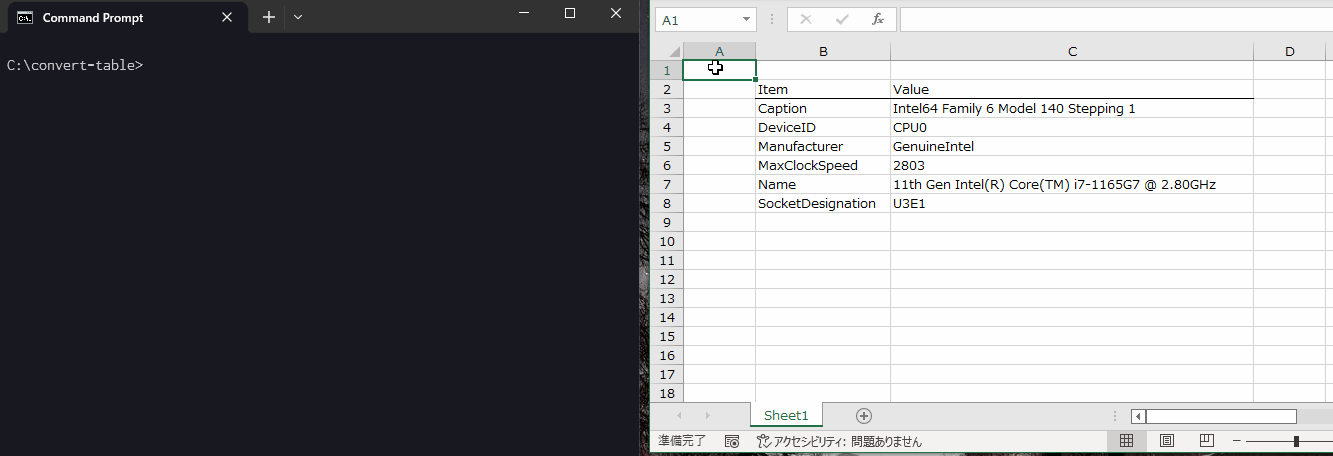 Command Prompt
C:\convert-table>
A1
fx
A B C D
1
2 Item Value
3 Caption Intel64 Family 6 Model 140 Stepping 1
4 DeviceID CPU0
5 Manufacturer GenuineIntel
6 MaxClockSpeed 2803
7 Name 11th Gen Intel(R) Core(TM) i7-1165G7 @ 2.80GHz
8 SocketDesignation U3E1
9
10
11
12
13
14
15
16
17
18
Sheet1
準備完了 アクセシビリティ: 問題ありません